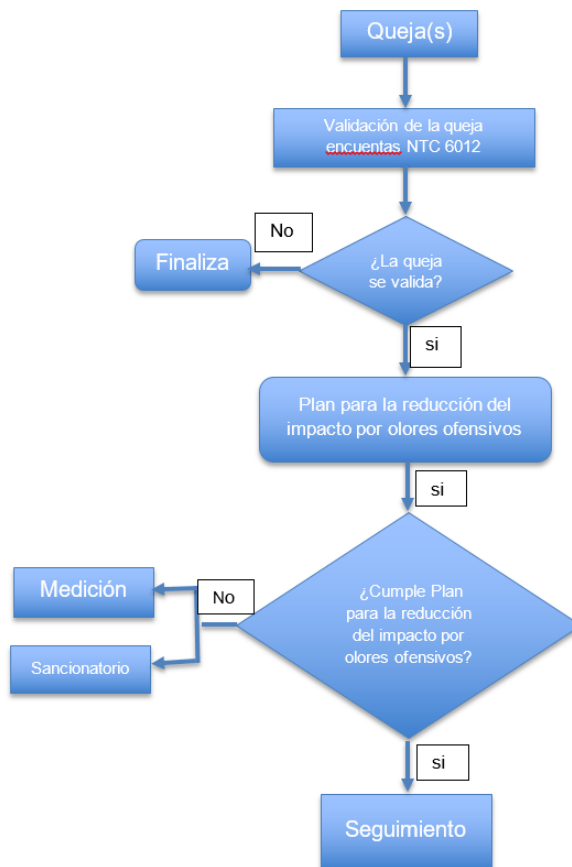 Queja(s)
Validación de la queja
encuentas NTC 6012
No
Finaliza
¿La queja
se valida?
si
Plan para la reducción del
impacto por olores ofensivos
si
Medición
No
Sancionatorio
¿Cumple Plan
para la reducción
del impacto por
olores ofensivos?
si
Seguimiento